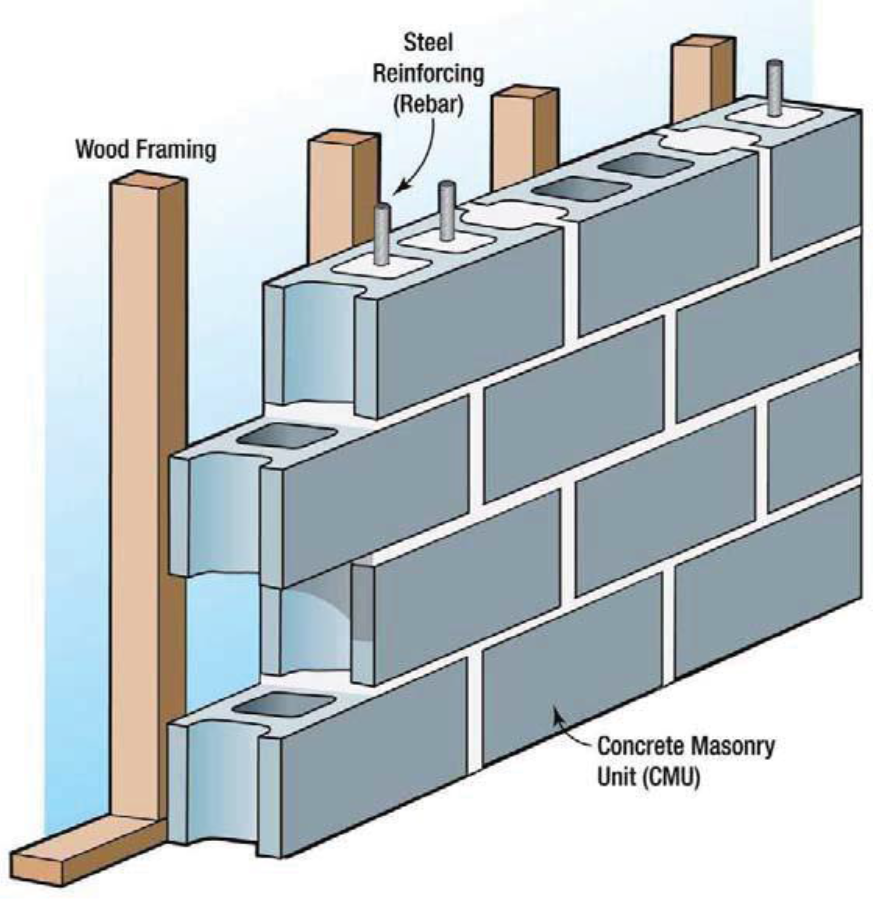 Steel
Reinforcing
(Rebar)
Wood Framing
Concrete Masonry
Unit (CMU)